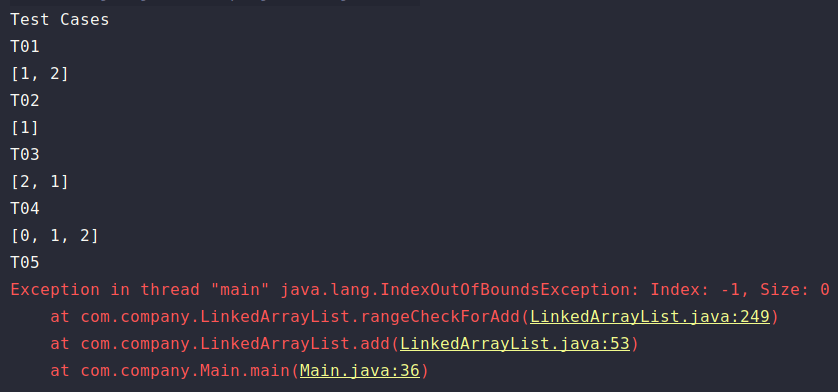 Test Cases
T01
[1, 2]
T02
[1]
T03
[2, 1]
T04
[0, 1, 2]
T05
Exception in thread "main" java.lang.IndexOutOfBoundsException: Index: -1, Size: 0
at com.company.LinkedArrayList.rangeCheckForAdd(LinkedArrayList.java:249)
at com.company.LinkedArrayList.add(LinkedArrayList.java:53)
at com.company.Main.main(Main.java:36)